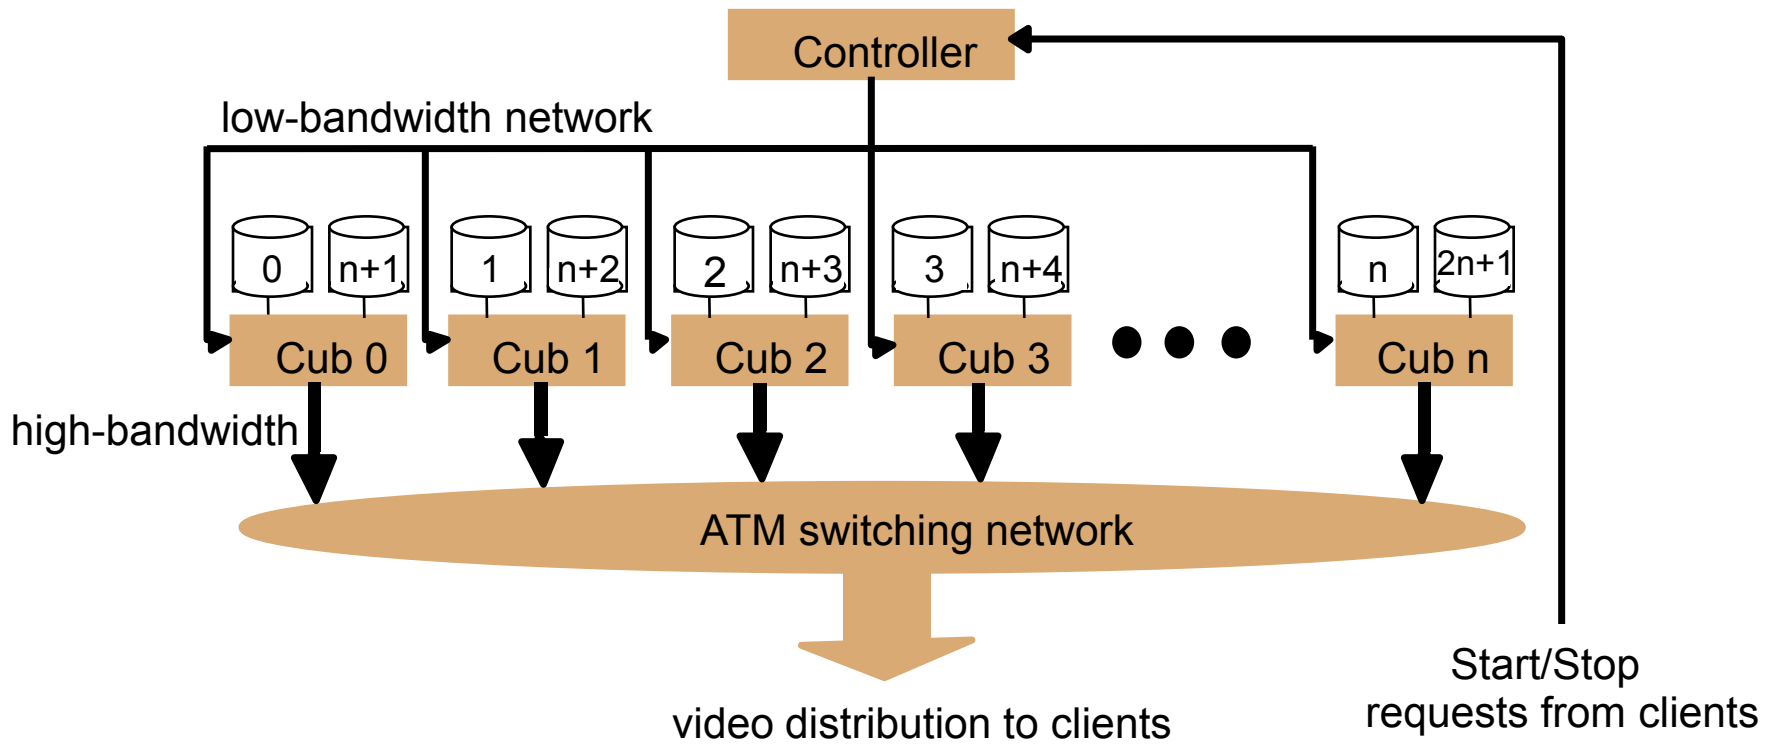 Controller
low-bandwidth network
0 n+1 1 n+2 2 n+3 3 n+4 n 2n+1
Cub 0 Cub 1 Cub 2 Cub 3 Cub n
high-bandwidth
ATM switching network
Start/Stop
requests from clients
video distribution to clients